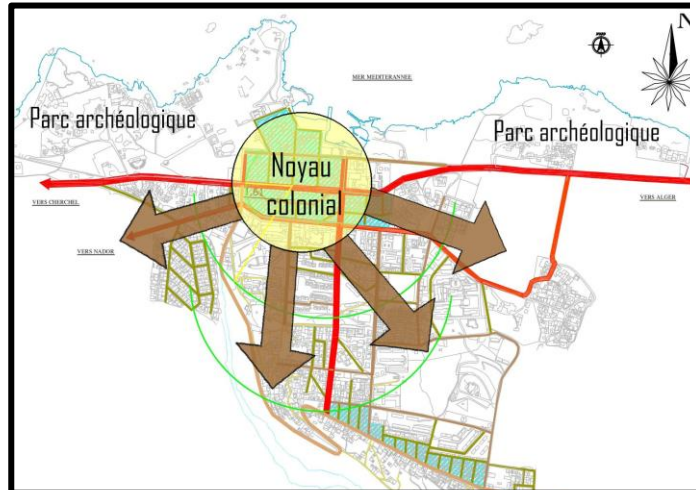 N
MER MEDITERANNEE
Parc archéologique
Parc archéologique
Noyau
colonial
VERS CHERCHEL
VERS ALGER
VERS NADOR